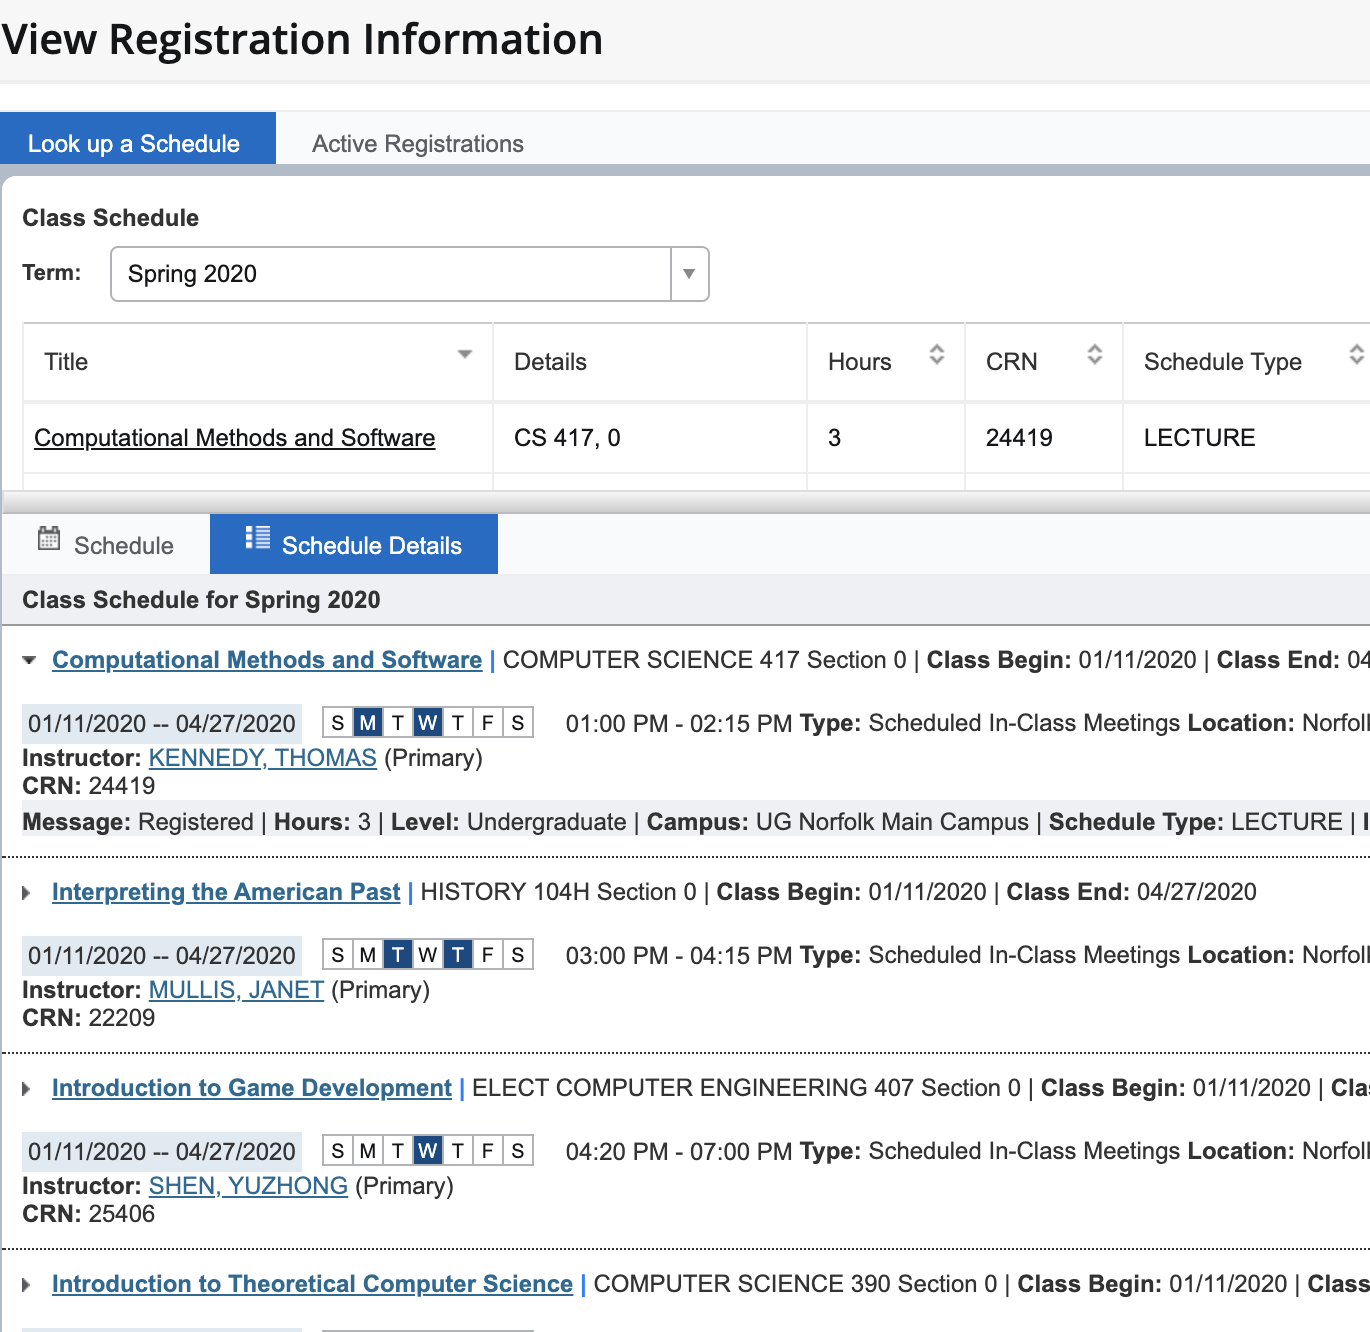 View Registration Information
Look up a Schedule Active Registrations
Class Schedule
Term: Spring 2020
Title Details Hours CRN Schedule Type
Computational Methods and Software CS 417, 0 3 24419 LECTURE
Schedule Schedule Details
Class Schedule for Spring 2020
Computational Methods and Software | COMPUTER SCIENCE 417 Section 0 | Class Begin: 01/11/2020 | Class End: 04
01/11/2020 -- 04/27/2020 S M T W T F S 01:00 PM - 02:15 PM Type: Scheduled In-Class Meetings Location: Norfol
Instructor: KENNEDY, THOMAS (Primary)
CRN: 24419
Message: Registered | Hours: 3 | Level: Undergraduate | Campus: UG Norfolk Main Campus | Schedule Type: LECTURE |
Interpreting the American Past | HISTORY 104H Section 0 | Class Begin: 01/11/2020 | Class End: 04/27/2020
01/11/2020 -- 04/27/2020 S M T W T F S 03:00 PM - 04:15 PM Type: Scheduled In-Class Meetings Location: Norfol
Instructor: MULLIS, JANET (Primary)
CRN: 22209
Introduction to Game Development | ELECT COMPUTER ENGINEERING 407 Section 0 | Class Begin: 01/11/2020 | Clas
01/11/2020 -- 04/27/2020 S M T W T F S 04:20 PM - 07:00 PM Type: Scheduled In-Class Meetings Location: Norfol
Instructor: SHEN, YUZHONG (Primary)
CRN: 25406
Introduction to Theoretical Computer Science | COMPUTER SCIENCE 390 Section 0 | Class Begin: 01/11/2020 | Class